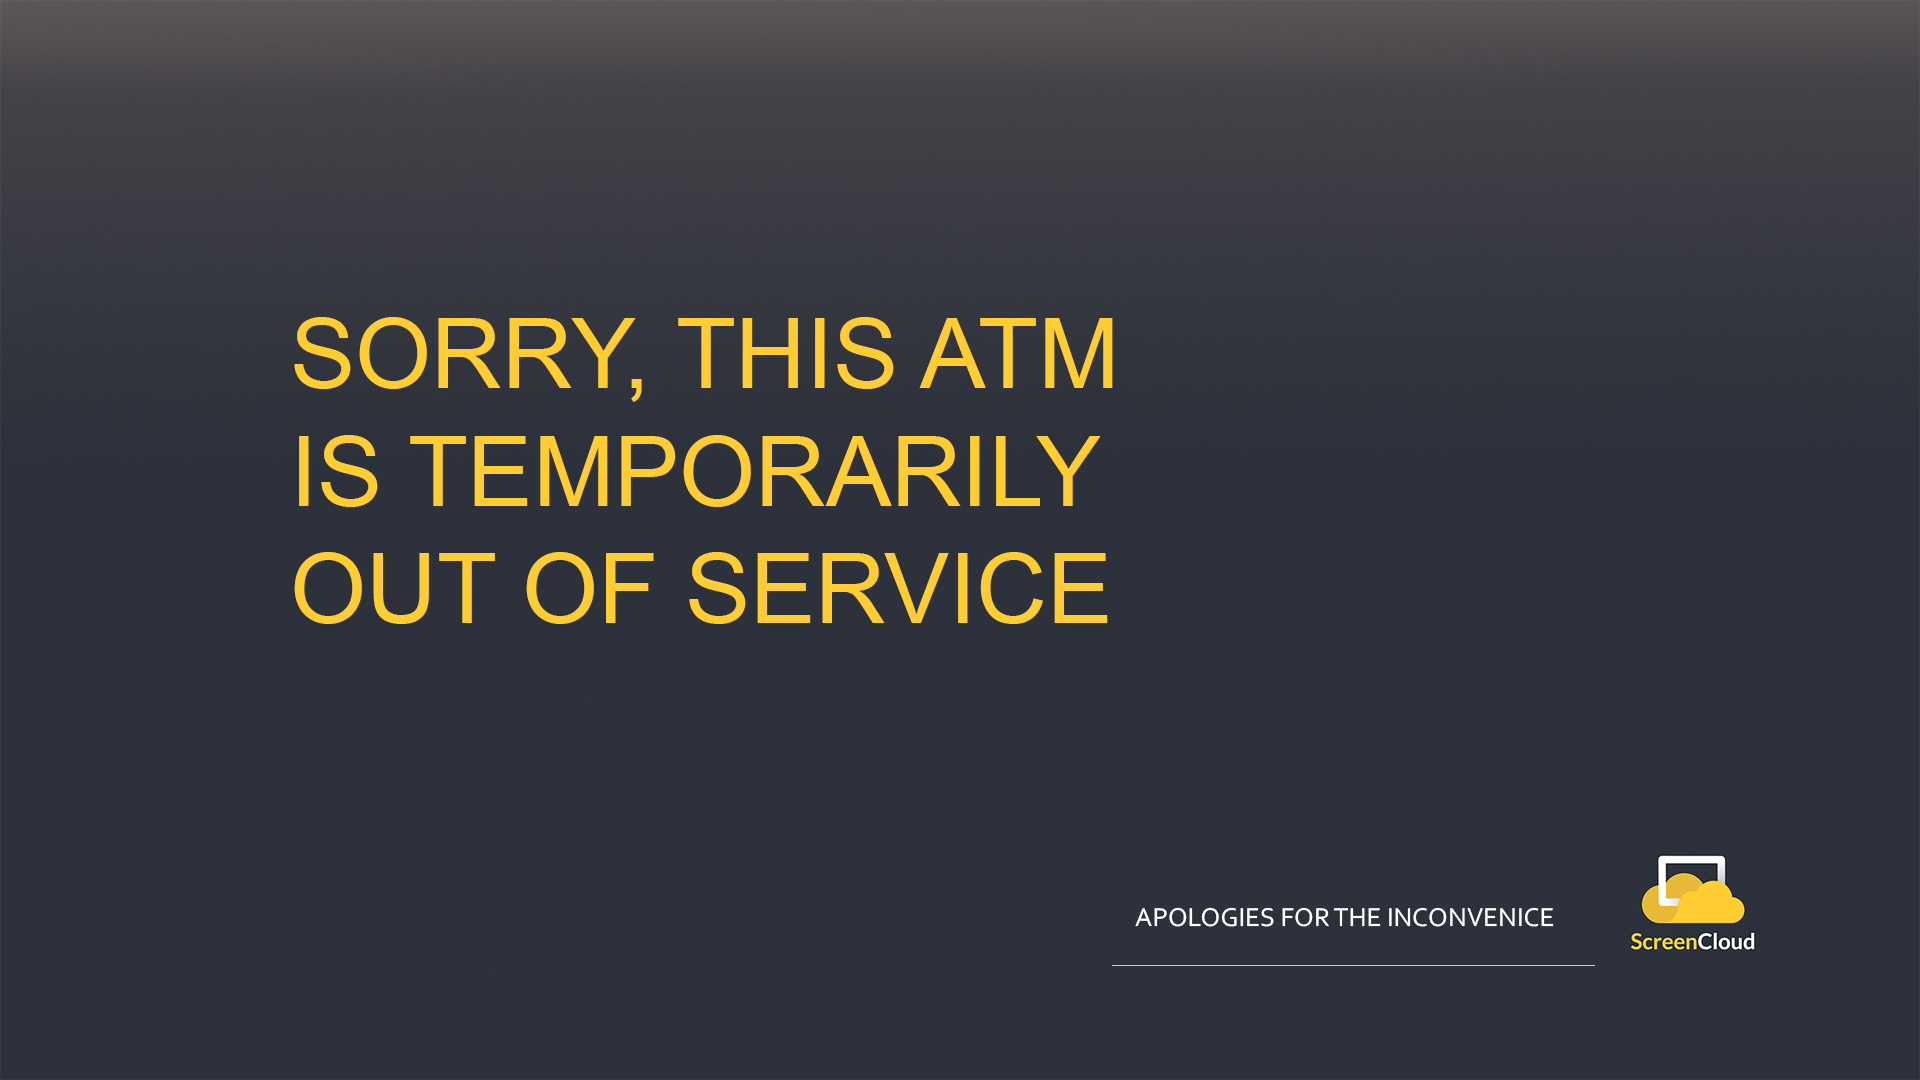 SORRY, THIS ATM
IS TEMPORARILY
OUT OF SERVICE
APOLOGIES FOR THE INCONVENICE
ScreenCloud